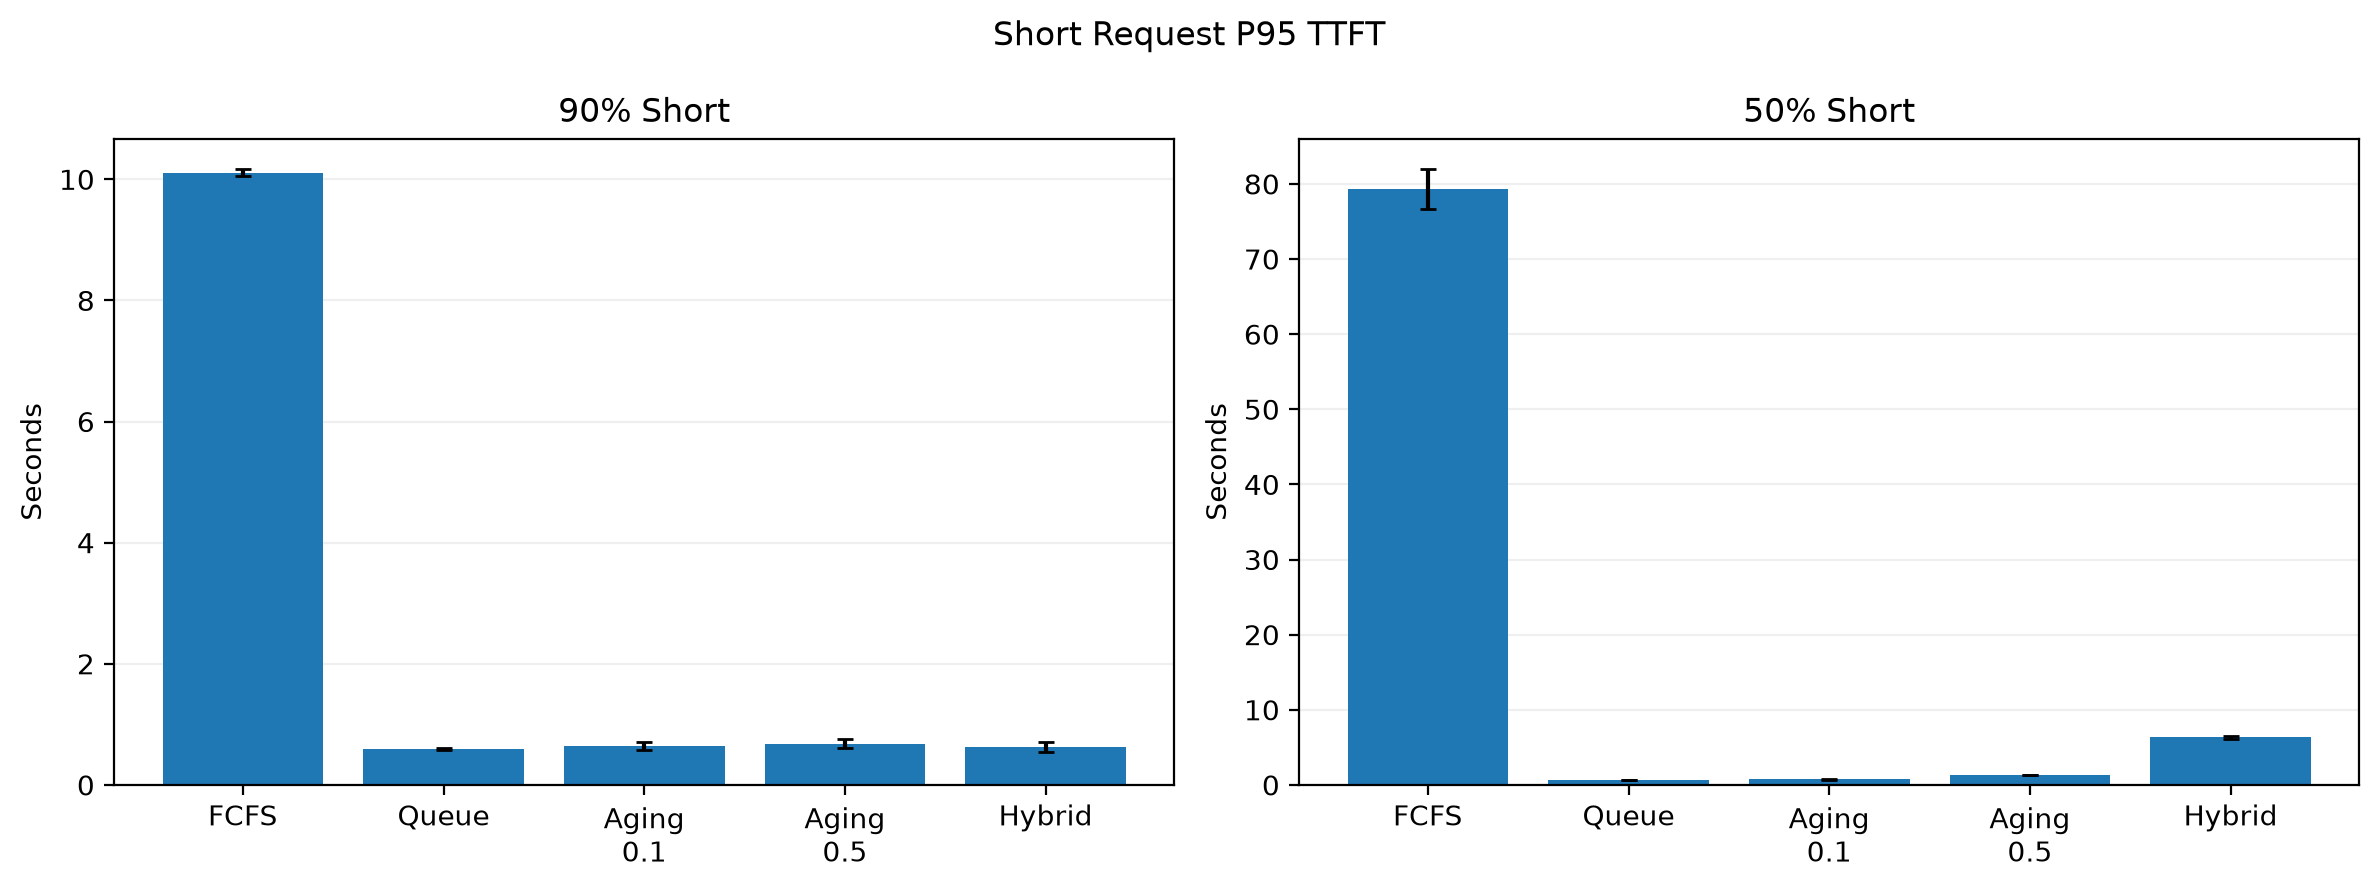 Short Request P95 TTFT
90% Short
Seconds
10
8
6
4
2
0
FCFS
Queue
Aging
0.1
Aging
0.5
Hybrid
50% Short
Seconds
80
70
60
50
40
30
20
10
0
FCFS
Queue
Aging
0.1
Aging
0.5
Hybrid